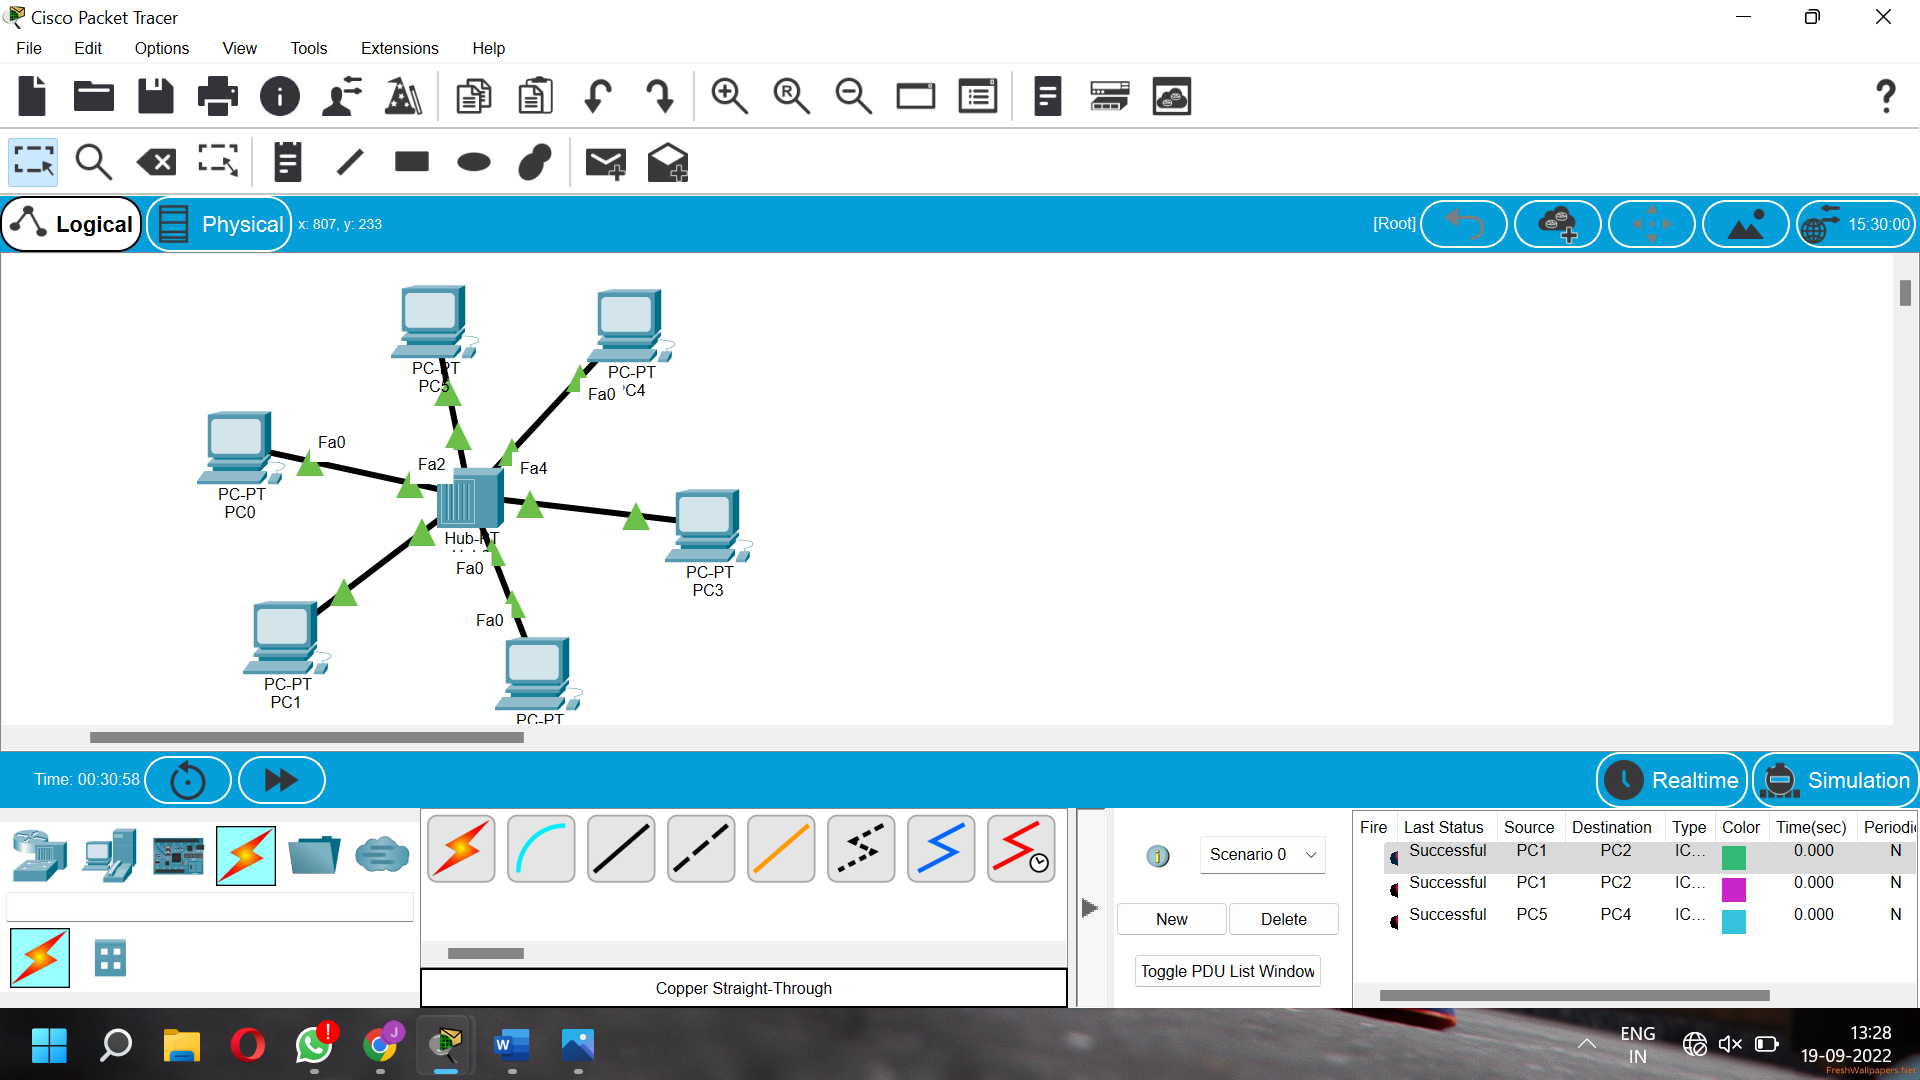 Cisco Packet Tracer
File Edit Options View Tools Extensions Help
Logical Physical x: 807, y: 233 [Root] 15:30:00
PC-PT
PC5
PC-PT
PC4
Fa0
PC-PT
PC0
Fa0
Fa2
Fa4
Hub-PT
Fa0
PC-PT
PC3
Fa0
PC-PT
PC1
PC-PT
Time: 00:30:58 Realtime Simulation
Fire Last Status Source Destination Type Color Time(sec) Periodic
Successful PC1 PC2 IC... 0.000 N
Successful PC1 PC2 IC... 0.000 N
Successful PC5 PC4 IC... 0.000 N
Scenario 0
New Delete
Toggle PDU List Window
Copper Straight-Through
ENG
IN
13:28
19-09-2022
FreshWallpapers.Net